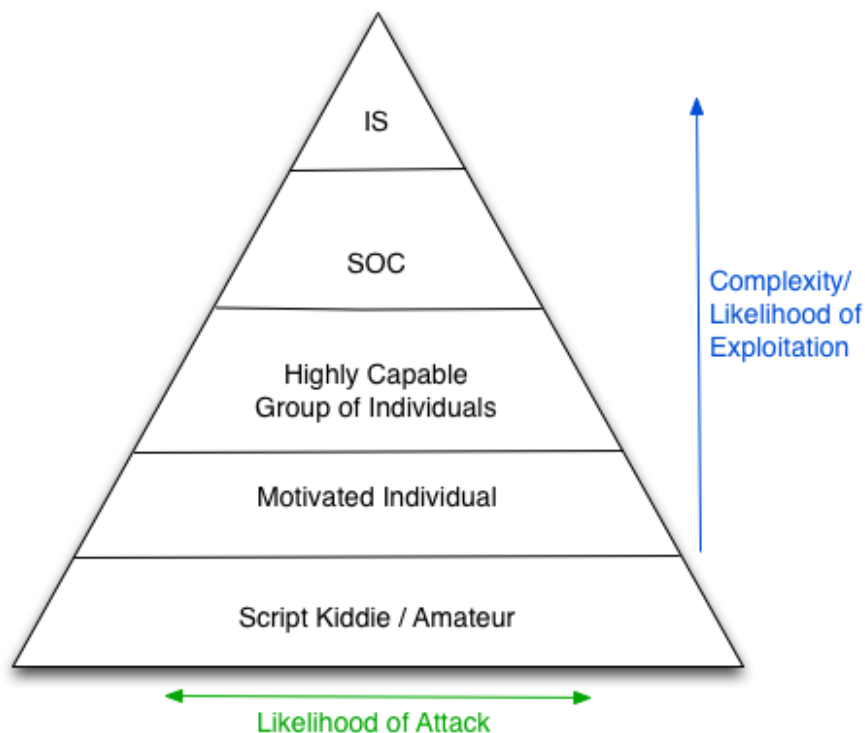 IS
SOC
Highly Capable
Group of Individuals
Motivated Individual
Script Kiddie / Amateur
Complexity/
Likelihood of
Exploitation
Likelihood of Attack